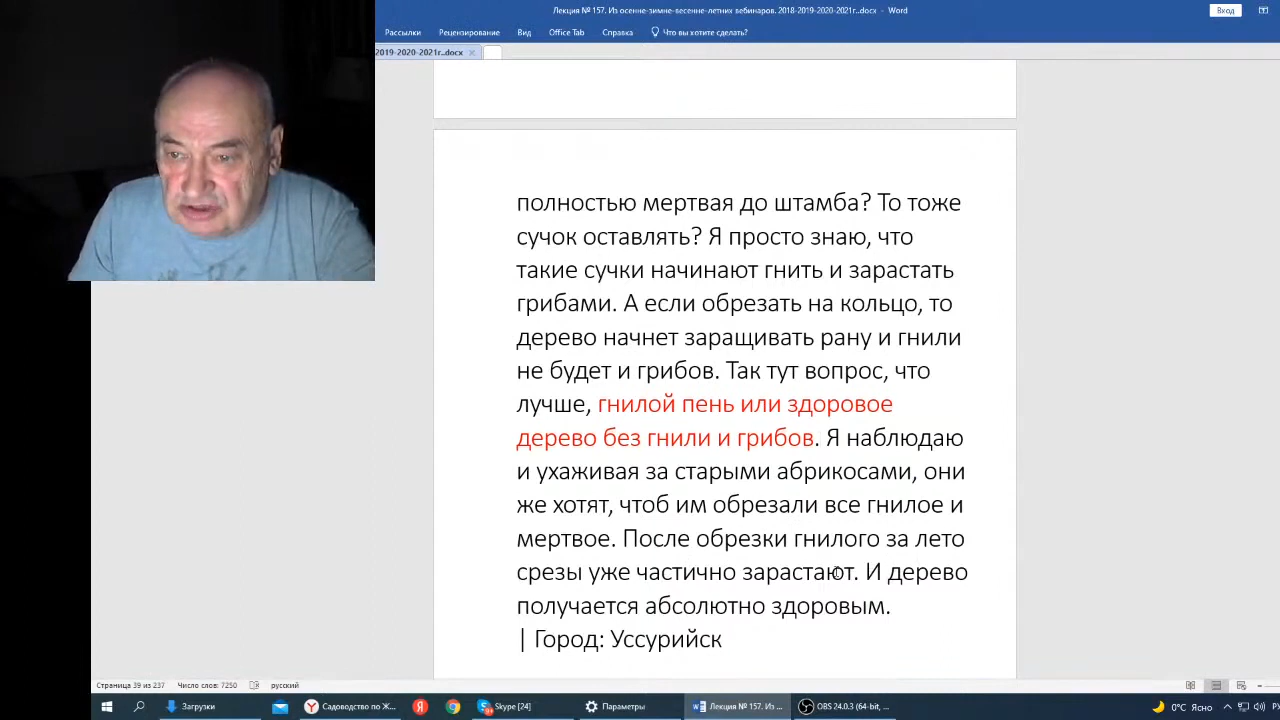 Лекция № 157. Из осенне-зимне-весенне-летних вебинаров. 2018-2019-2020-2021г..docx - Word
Вход
Рассылки Рецензирование Вид Office Tab Справка Что вы хотите сделать?
2019-2020-2021г..docx
полностью мертвая до штамба? То тоже
сучок оставлять? Я просто знаю, что
такие сучки начинают гнить и зарастать
грибами. А если обрезать на кольцо, то
дерево начнет заращивать рану и гнили
не будет и грибов. Так тут вопрос, что
лучше, гнилой пень или здоровое
дерево без гнили и грибов. Я наблюдаю
и ухаживая за старыми абрикосами, они
же хотят, чтоб им обрезали все гнилое и
мертвое. После обрезки гнилого за лето
срезы уже частично зарастают. И дерево
получается абсолютно здоровым.
| Город: Уссурийск
Страница 39 из 237 Число слов: 7250 русский
Загрузки Садоводство по Ж... Я Skype [24] Параметры Лекция № 157. Из ... OBS 24.0.3 (64-bit, ... 0°C Ясно